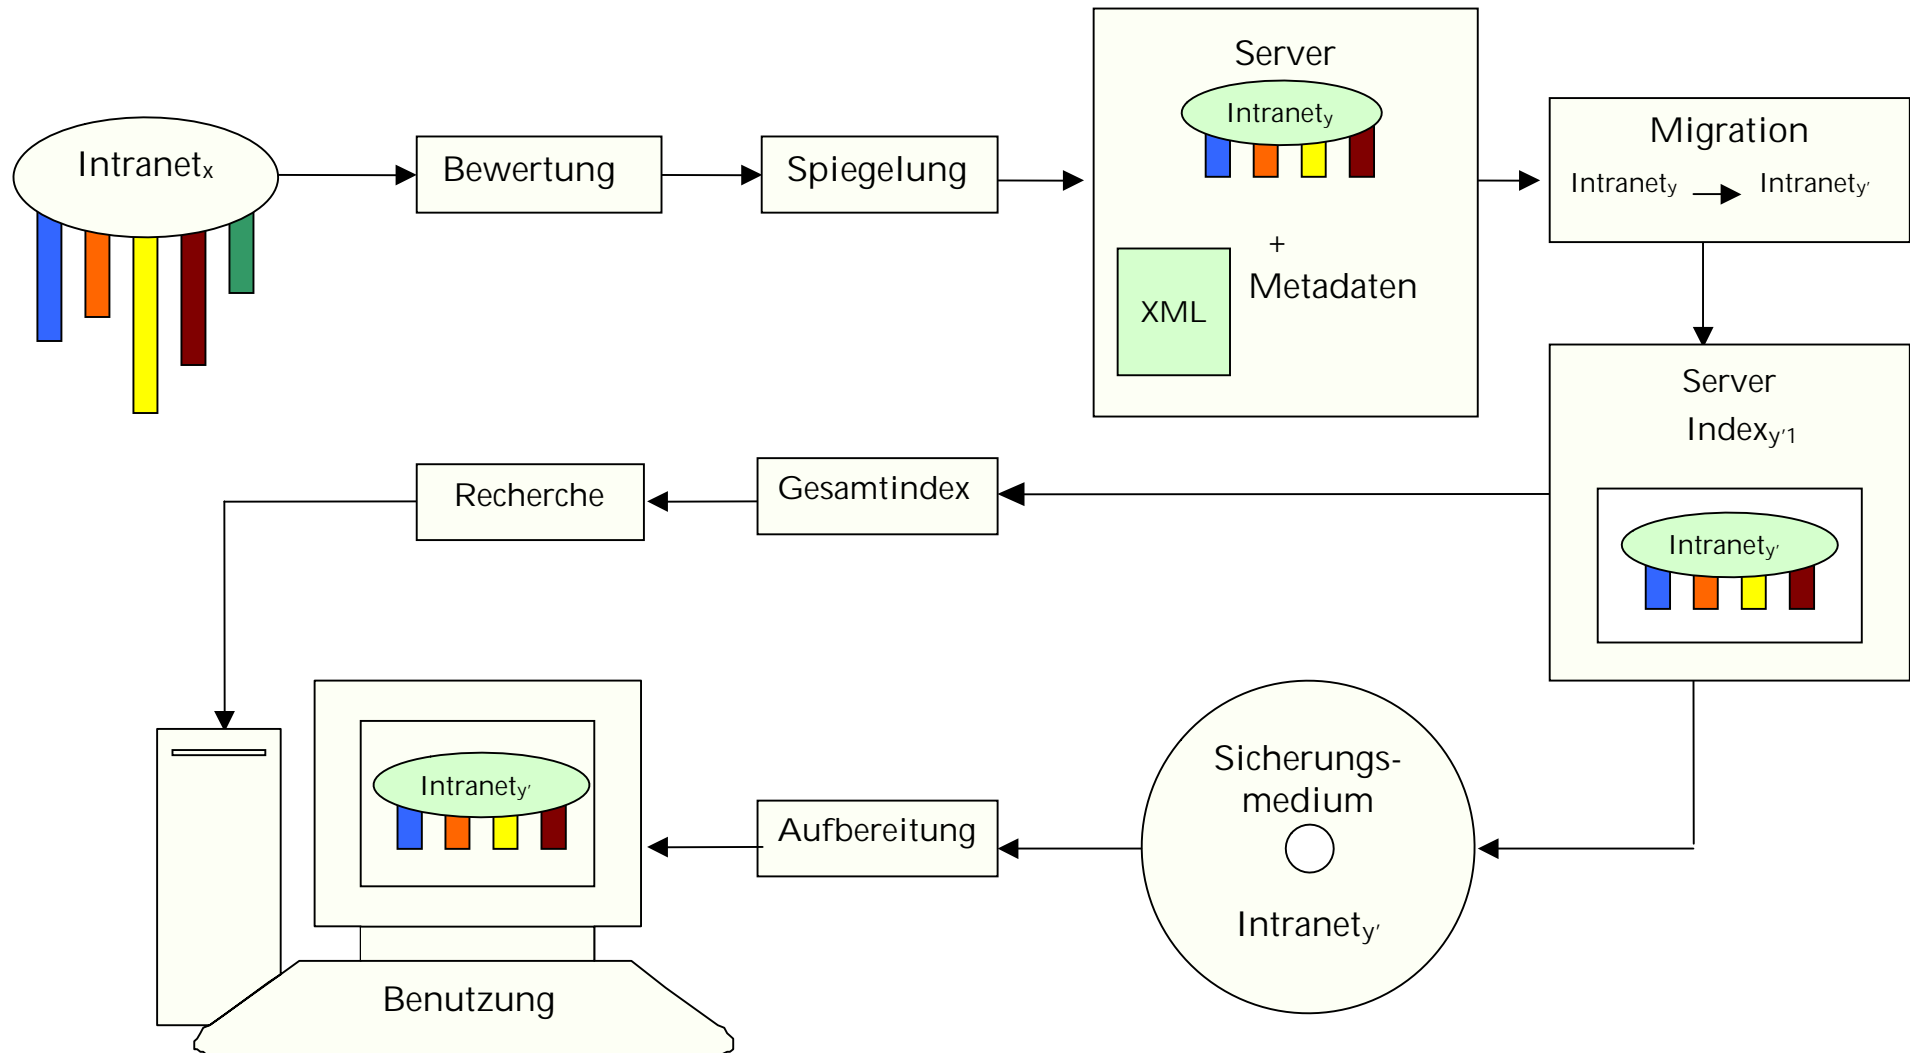 Intranetx
Bewertung
Spiegelung
Server
Intranety
+
Metadaten
XML
Migration
Intranety
Intranety'
Server
Indexy'1
Intranety'
Gesamtindex
Recherche
Sicherungs-
medium
Intranety'
Aufbereitung
Intranety'
Benutzung